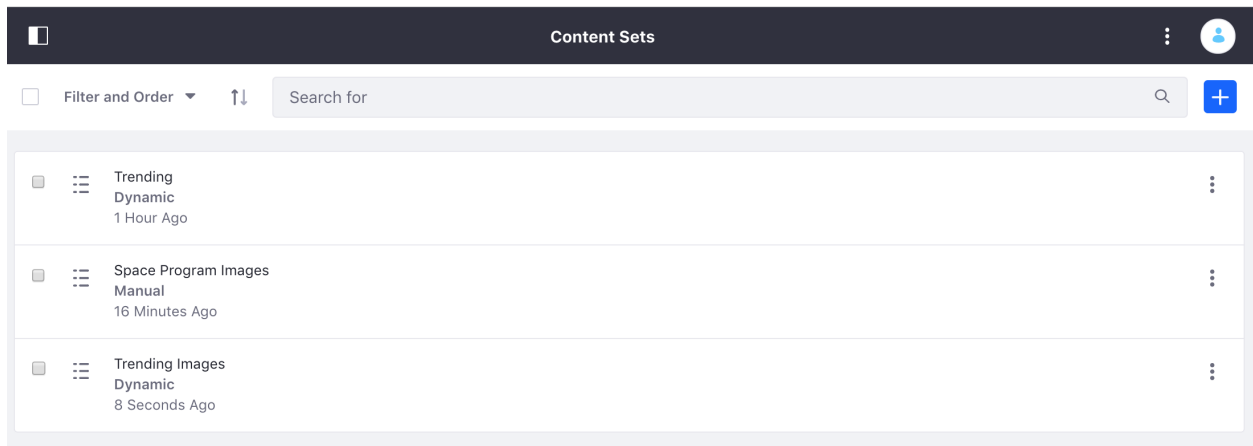 Content Sets
Filter and Order
Search for
Trending
Dynamic
1 Hour Ago
Space Program Images
Manual
16 Minutes Ago
Trending Images
Dynamic
8 Seconds Ago